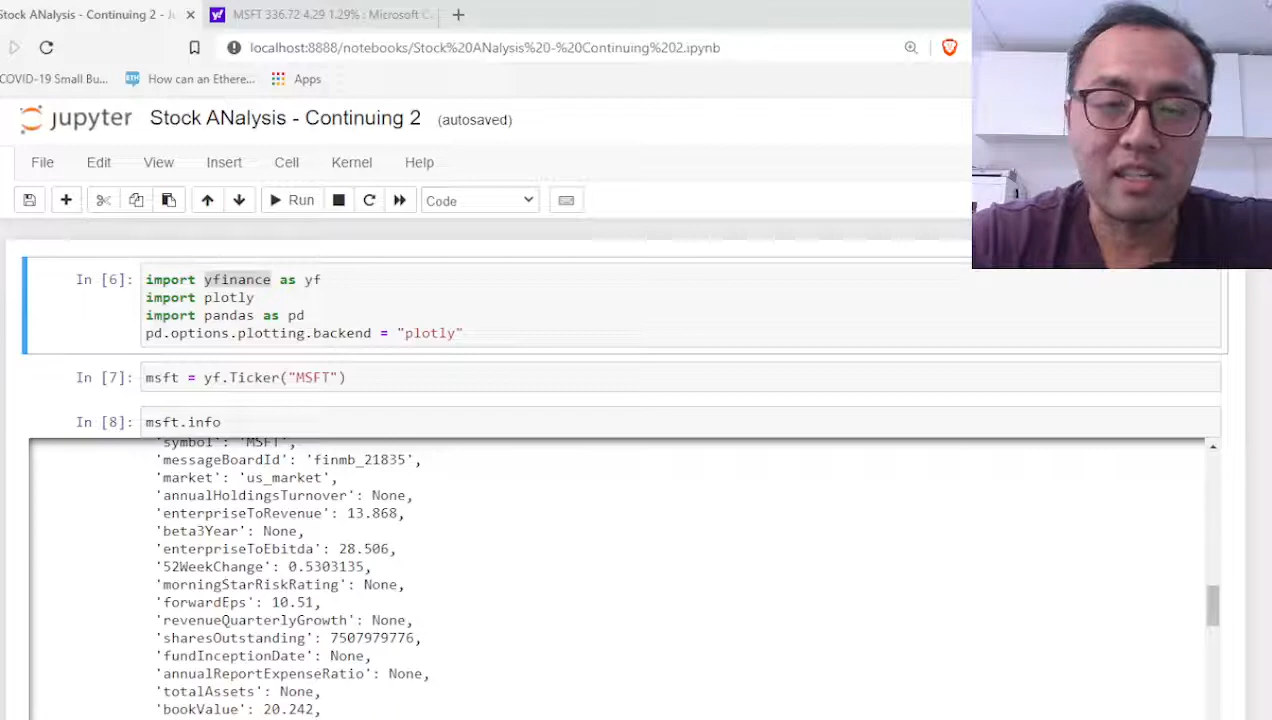 Stock ANalysis - Continuing 2 - Ju
MSFT 336.72 4.29 1.29% : Microsoft C
localhost:8888/notebooks/Stock%20ANalysis%20-%20Continuing%202.ipynb
COVID-19 Small Bu...
How can an Ethere...
Apps
jupyter
Stock ANalysis - Continuing 2 (autosaved)
File Edit View Insert Cell Kernel Help
Run
Code
In [6]: import yfinance as yf
import plotly
import pandas as pd
pd.options.plotting.backend = "plotly"
In [7]: msft = yf.Ticker("MSFT")
In [8]: msft.info
'symbol': 'MSFT',
'messageBoardId': 'finmb_21835',
'market': 'us_market',
'annualHoldingsTurnover': None,
'enterpriseToRevenue': 13.868,
'beta3Year': None,
'enterpriseToEbitda': 28.506,
'52WeekChange': 0.5303135,
'morningStarRiskRating': None,
'forwardEps': 10.51,
'revenueQuarterlyGrowth': None,
'sharesOutstanding': 7507979776,
'fundInceptionDate': None,
'annualReportExpenseRatio': None,
'totalAssets': None,
'bookValue': 20.242,